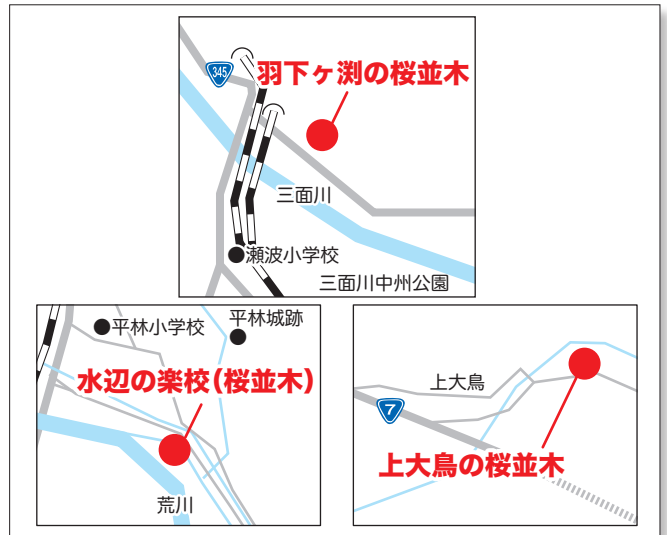 345
羽下ヶ渕の桜並木
三面川
瀬波小学校
三面川中州公園
平林小学校
平林城跡
水辺の楽校(桜並木)
荒川
上大鳥
7
上大鳥の桜並木